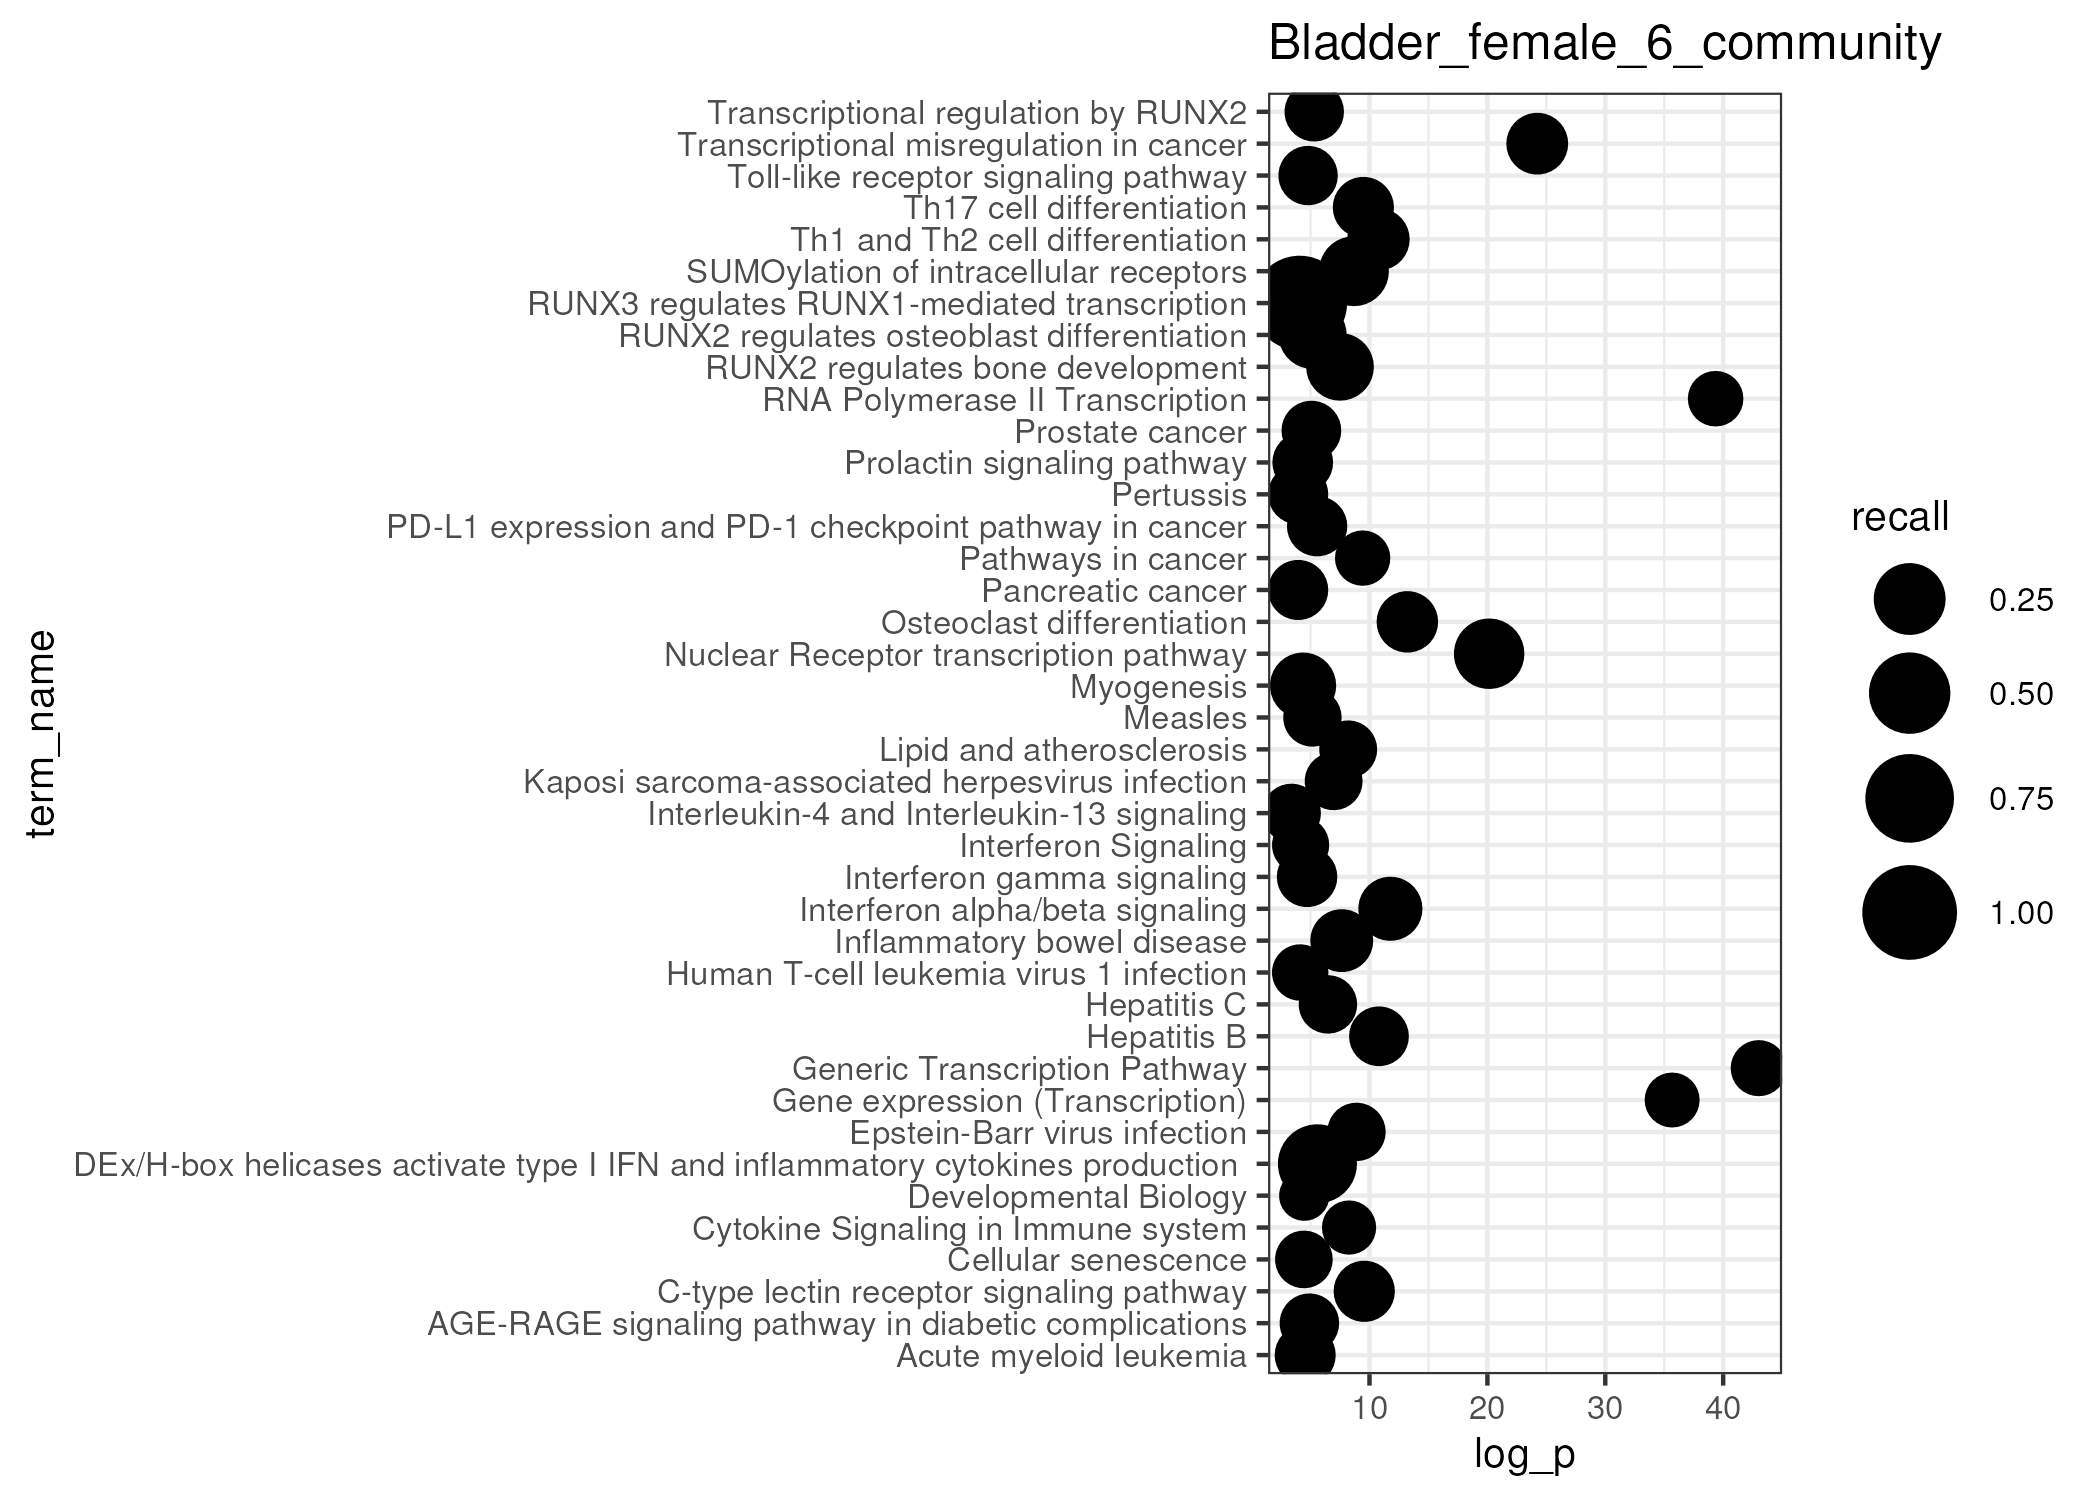 Bladder_female_6_community
Transcriptional regulation by RUNX2
Transcriptional misregulation in cancer
Toll-like receptor signaling pathway
Th17 cell differentiation
Th1 and Th2 cell differentiation
SUMOylation of intracellular receptors
RUNX3 regulates RUNX1-mediated transcription
RUNX2 regulates osteoblast differentiation
RUNX2 regulates bone development
RNA Polymerase II Transcription
Prostate cancer
Prolactin signaling pathway
Pertussis
PD-L1 expression and PD-1 checkpoint pathway in cancer
Pathways in cancer
Pancreatic cancer
Osteoclast differentiation
Nuclear Receptor transcription pathway
Myogenesis
Measles
Lipid and atherosclerosis
Kaposi sarcoma-associated herpesvirus infection
Interleukin-4 and Interleukin-13 signaling
Interferon Signaling
Interferon gamma signaling
Interferon alpha/beta signaling
Inflammatory bowel disease
Human T-cell leukemia virus 1 infection
Hepatitis C
Hepatitis B
Generic Transcription Pathway
Gene expression (Transcription)
Epstein-Barr virus infection
DEx/H-box helicases activate type I IFN and inflammatory cytokines production
Developmental Biology
Cytokine Signaling in Immune system
Cellular senescence
C-type lectin receptor signaling pathway
AGE-RAGE signaling pathway in diabetic complications
Acute myeloid leukemia
term_name
10 20 30 40
log_p
recall
0.25
0.50
0.75
1.00